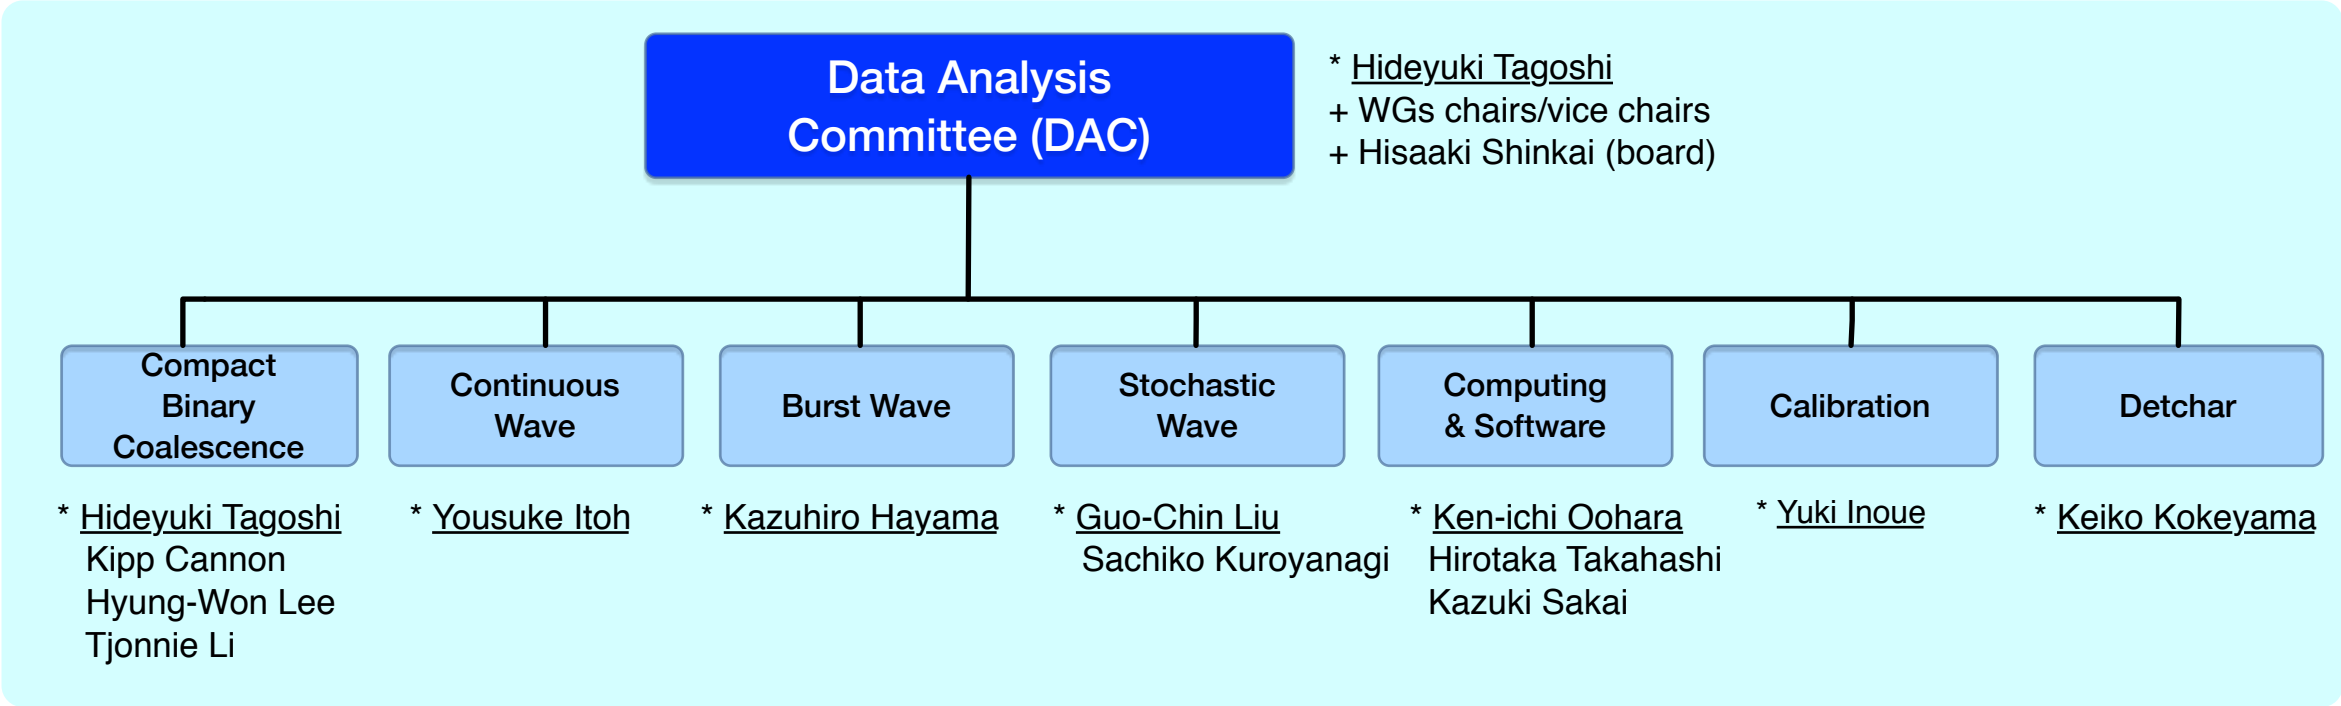 Data Analysis
Committee (DAC)
* Hideyuki Tagoshi
+ WGs chairs/vice chairs
+ Hisaaki Shinkai (board)
Compact
Binary
Coalescence
Continuous
Wave
Burst Wave
Stochastic
Wave
Computing
& Software
Calibration
Detchar
* Hideyuki Tagoshi
Kipp Cannon
Hyung-Won Lee
Tjonnie Li
* Yousuke Itoh
* Kazuhiro Hayama
* Guo-Chin Liu
Sachiko Kuroyanagi
* Ken-ichi Oohara
Hirotaka Takahashi
Kazuki Sakai
* Yuki Inoue
* Keiko Kokeyama